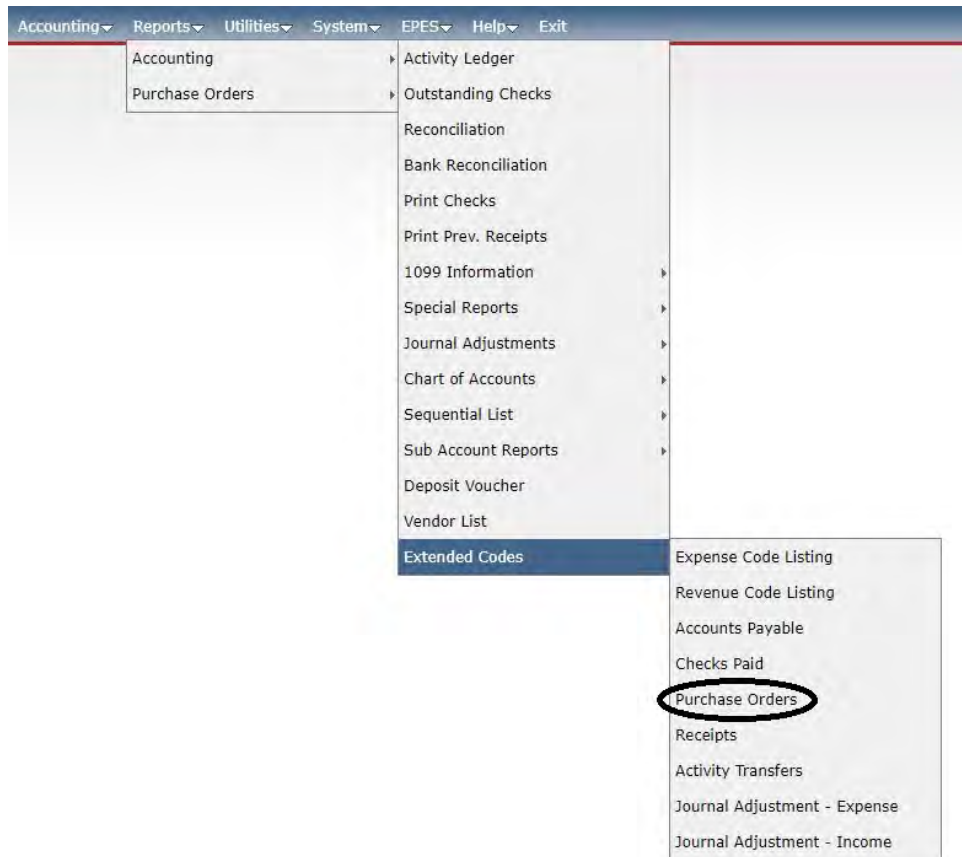 Accounting Reports Utilities System EPES Help Exit
Accounting
Purchase Orders
Activity Ledger
Outstanding Checks
Reconciliation
Bank Reconciliation
Print Checks
Print Prev. Receipts
1099 Information
Special Reports
Journal Adjustments
Chart of Accounts
Sequential List
Sub Account Reports
Deposit Voucher
Vendor List
Extended Codes
Expense Code Listing
Revenue Code Listing
Accounts Payable
Checks Paid
Purchase Orders
Receipts
Activity Transfers
Journal Adjustment - Expense
Journal Adjustment - Income